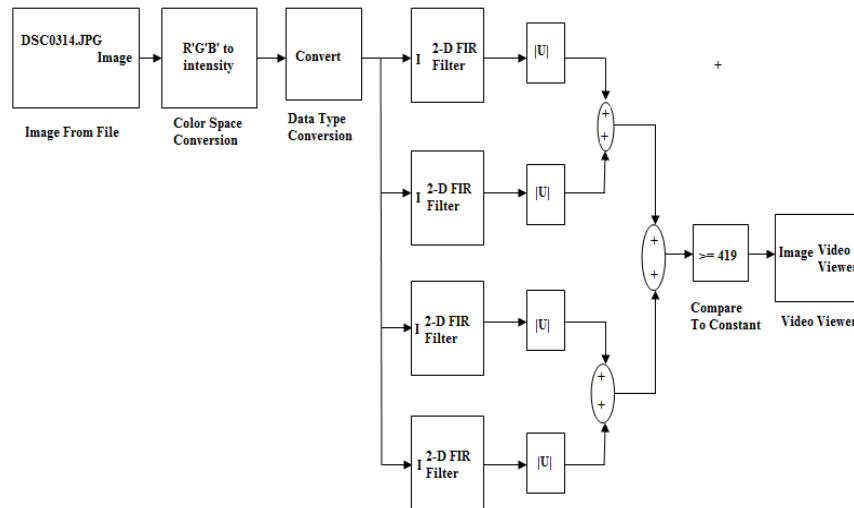 DSC0314.JPG
Image
Image From File
R'G'B' to
intensity
Color Space
Conversion
Convert
Data Type
Conversion
I
2-D FIR
Filter
|U|
I
2-D FIR
Filter
|U|
I
2-D FIR
Filter
|U|
I
2-D FIR
Filter
|U|
+
+
+
+
+
+
+
>= 419
Compare
To Constant
Image
Video
Viewer
Video Viewer